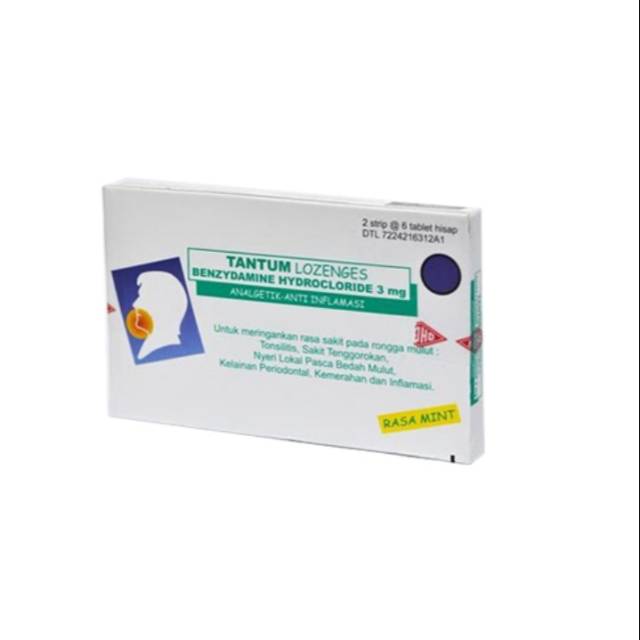 2 strip @ 6 tablet hisap
DTL 7224216312A1
TANTUM LOZENGES
BENZYDAMINE HYDROCLORIDE 3 mg
ANALGETIK-ANTI INFLAMASI
Untuk meringankan rasa sakit pada rongga mulut :
Tonsilitis, Sakit Tenggorokan,
Nyeri Lokal Pasca Bedah Mulut,
Kelainan Periodontal, Kemerahan dan Inflamasi.
RASA MINT